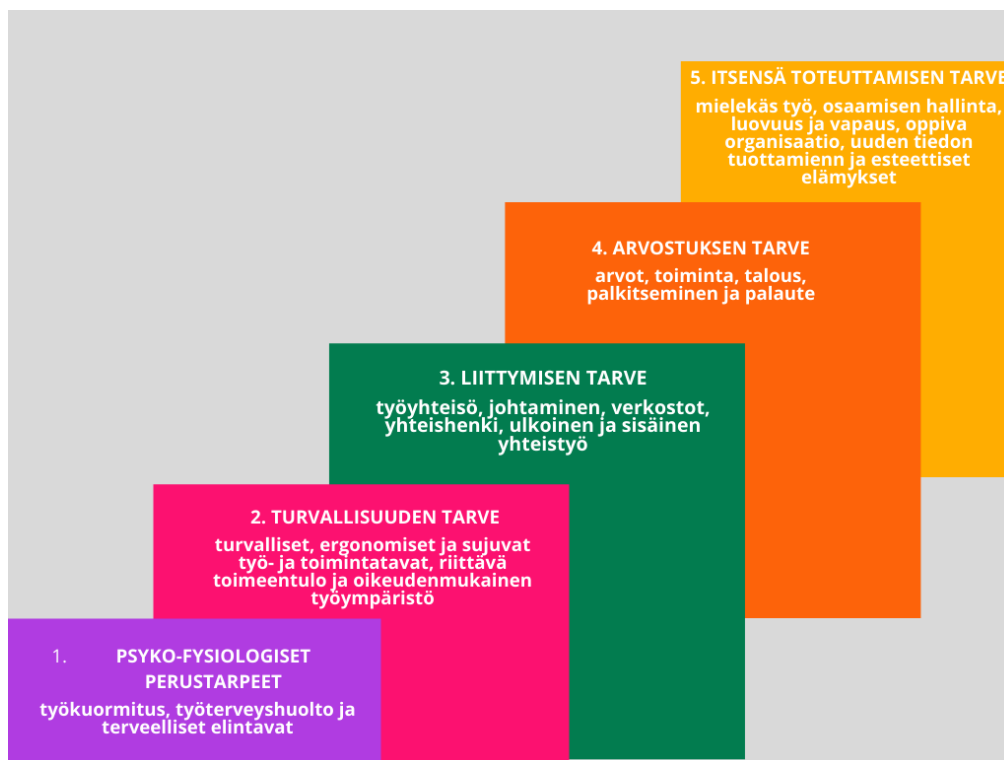 5. ITSENSÄ TOTEUTTAMISEN TARVE
mielekäs työ, osaamisen hallinta,
luovuus ja vapaus, oppiva
organisaatio, uuden tiedon
tuottamienn ja esteettiset
elämykset
4. ARVOSTUKSEN TARVE
arvot, toiminta, talous,
palkitseminen ja palaute
3. LIITTYMISEN TARVE
työyhteisö, johtaminen, verkostot,
yhteishenki, ulkoinen ja sisäinen
yhteistyö
2. TURVALLISUUDEN TARVE
turvalliset, ergonomiset ja sujuvat
työ- ja toimintatavat, riittävä
toimeentulo ja oikeudenmukainen
työympäristö
1. PSYKO-FYSIOLOGISET
PERUSTARPEET
työkuormitus, työterveyshuolto ja
terveelliset elintavat